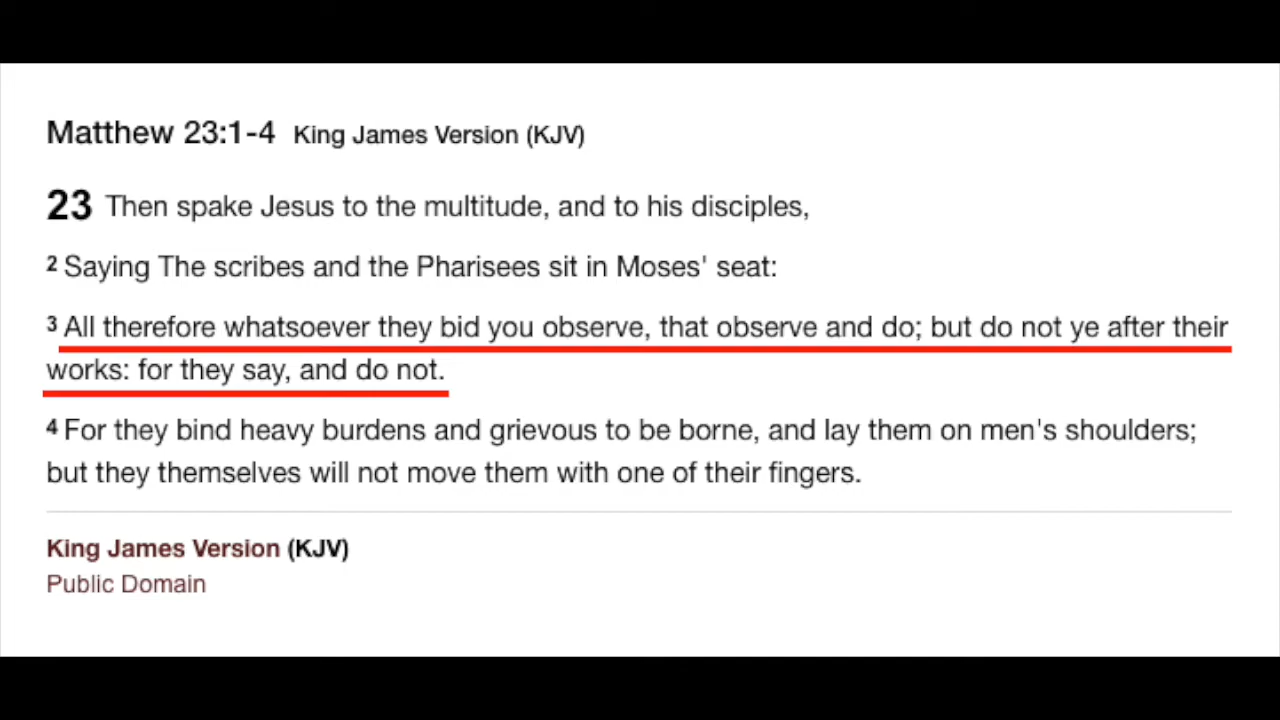 Matthew 23:1-4 King James Version (KJV)
23 Then spake Jesus to the multitude, and to his disciples,
2 Saying The scribes and the Pharisees sit in Moses' seat:
3 All therefore whatsoever they bid you observe, that observe and do; but do not ye after their
works: for they say, and do not.
4 For they bind heavy burdens and grievous to be borne, and lay them on men's shoulders;
but they themselves will not move them with one of their fingers.
King James Version (KJV)
Public Domain